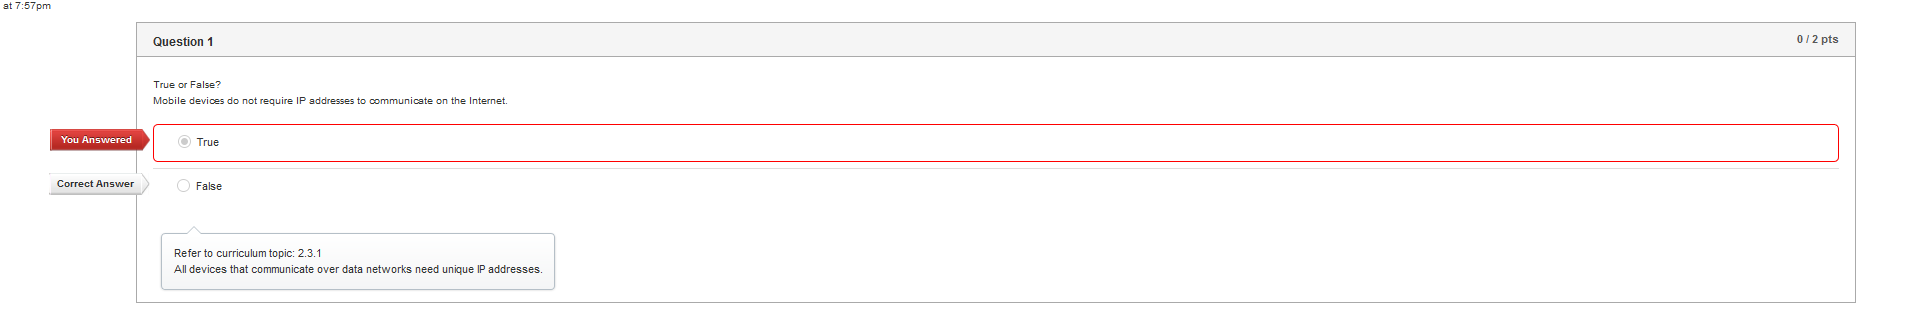 at 7:57pm
Question 1
0 / 2 pts
True or False?
Mobile devices do not require IP addresses to communicate on the Internet.
You Answered
True
Correct Answer
False
Refer to curriculum topic: 2.3.1
All devices that communicate over data networks need unique IP addresses.